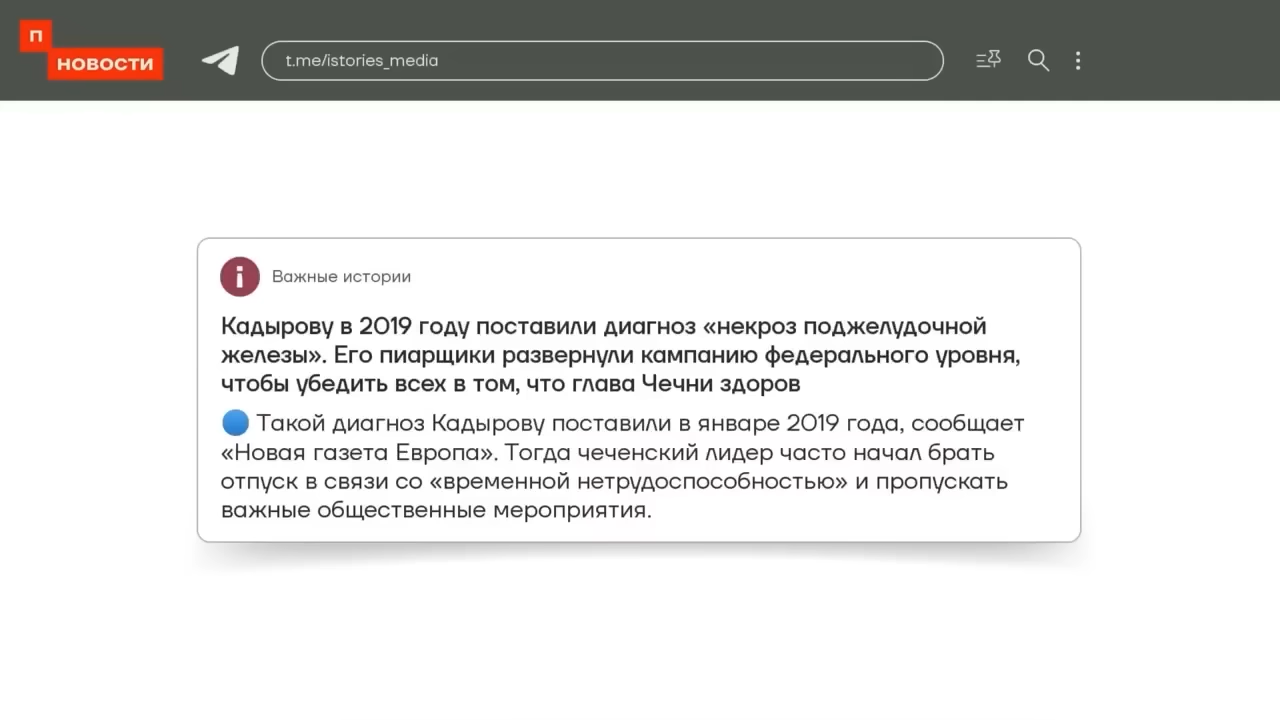 П
НОВОСТИ
t.me/istories_media
Важные истории
Кадырову в 2019 году поставили диагноз «некроз поджелудочной
железы». Его пиарщики развернули кампанию федерального уровня,
чтобы убедить всех в том, что глава Чечни здоров
Такой диагноз Кадырову поставили в январе 2019 года, сообщает
«Новая газета Европа». Тогда чеченский лидер часто начал брать
отпуск в связи со «временной нетрудоспособностью» и пропускать
важные общественные мероприятия.